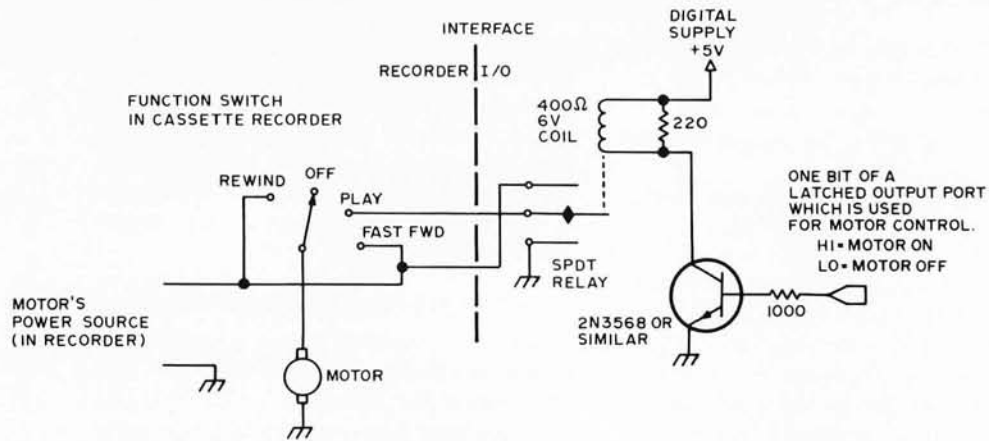 DIGITAL
SUPPLY
+5V
INTERFACE
RECORDER I/O
FUNCTION SWITCH
IN CASSETTE RECORDER
400Ω
6V
COIL
220
REWIND
OFF
PLAY
FAST FWD
ONE BIT OF A
LATCHED OUTPUT PORT
WHICH IS USED
FOR MOTOR CONTROL.
HI=MOTOR ON
LO=MOTOR OFF
SPDT
RELAY
MOTOR'S
POWER SOURCE
(IN RECORDER)
2N3568 OR
SIMILAR
1000
MOTOR